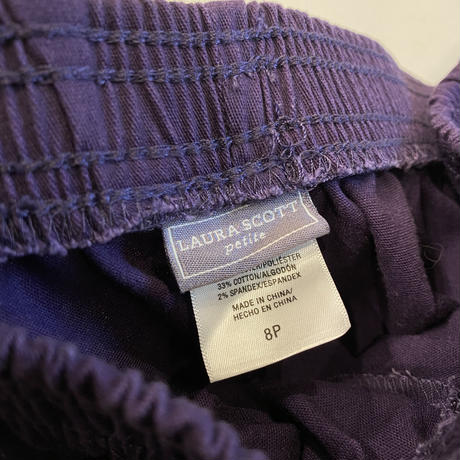 LAURA SCOTT
petite
33% COTTON/ALGODÓN
2% SPANDEX/ESPANDEX
MADE IN CHINA/
HECHO EN CHINA
8P